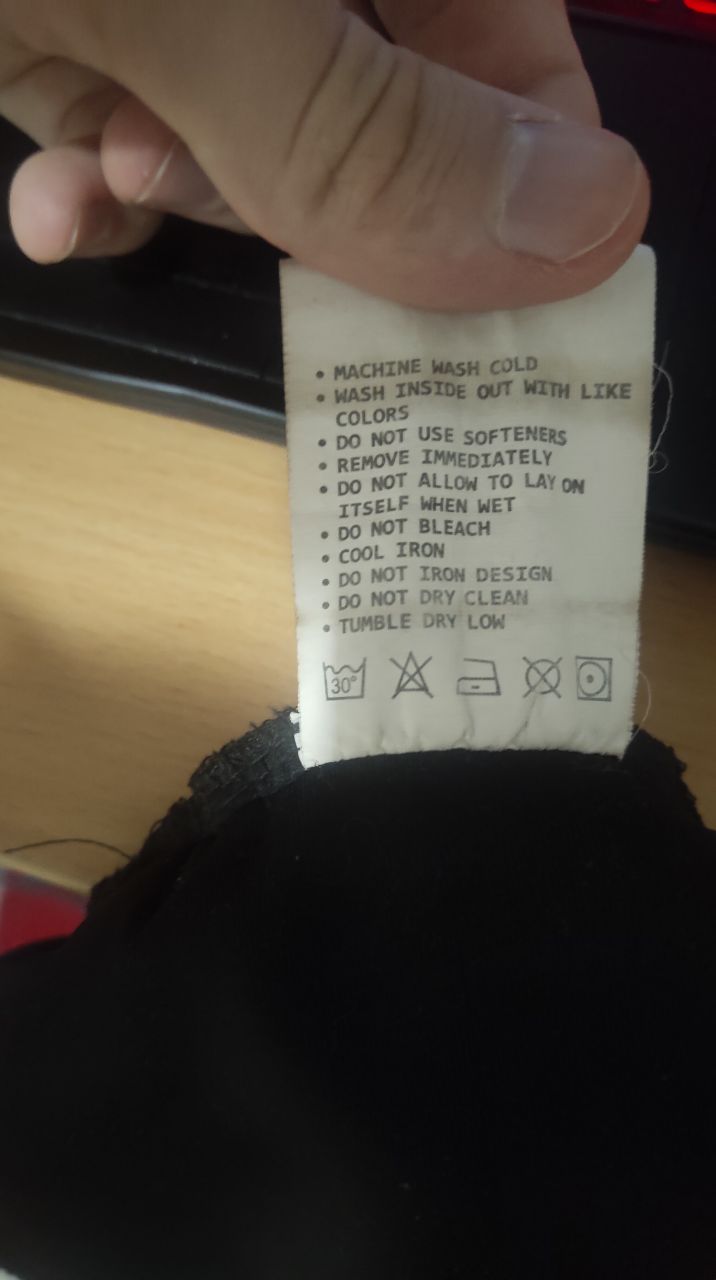 • MACHINE WASH COLD
• WASH INSIDE OUT WITH LIKE
COLORS
• DO NOT USE SOFTENERS
• REMOVE IMMEDIATELY
• DO NOT ALLOW TO LAY ON
ITSELF WHEN WET
• DO NOT BLEACH
• COOL IRON
• DO NOT IRON DESIGN
• DO NOT DRY CLEAN
• TUMBLE DRY LOW
30°